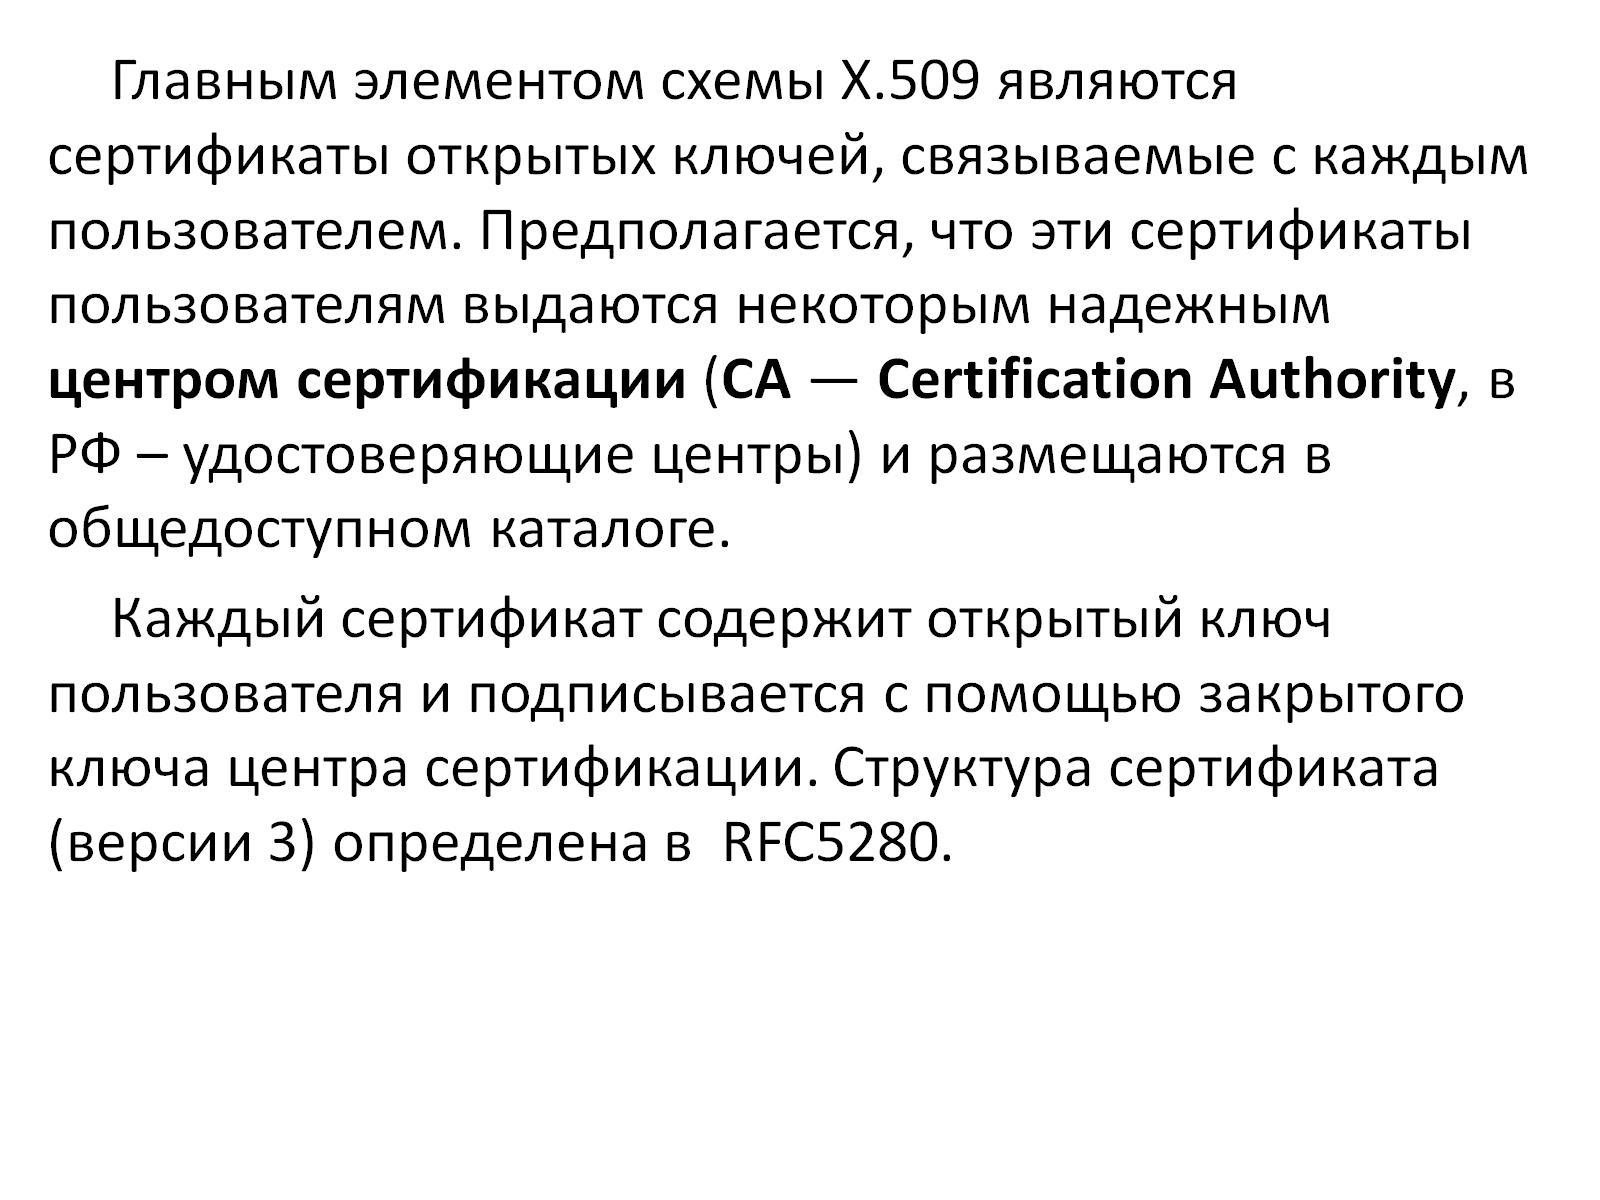 Главным элементом схемы X.509 являются
сертификаты открытых ключей, связываемые с каждым
пользователем. Предполагается, что эти сертификаты
пользователям выдаются некоторым надежным
центром сертификации (CA — Certification Authority, в
РФ – удостоверяющие центры) и размещаются в
общедоступном каталоге.
Каждый сертификат содержит открытый ключ
пользователя и подписывается с помощью закрытого
ключа центра сертификации. Структура сертификата
(версии 3) определена в  RFC5280.